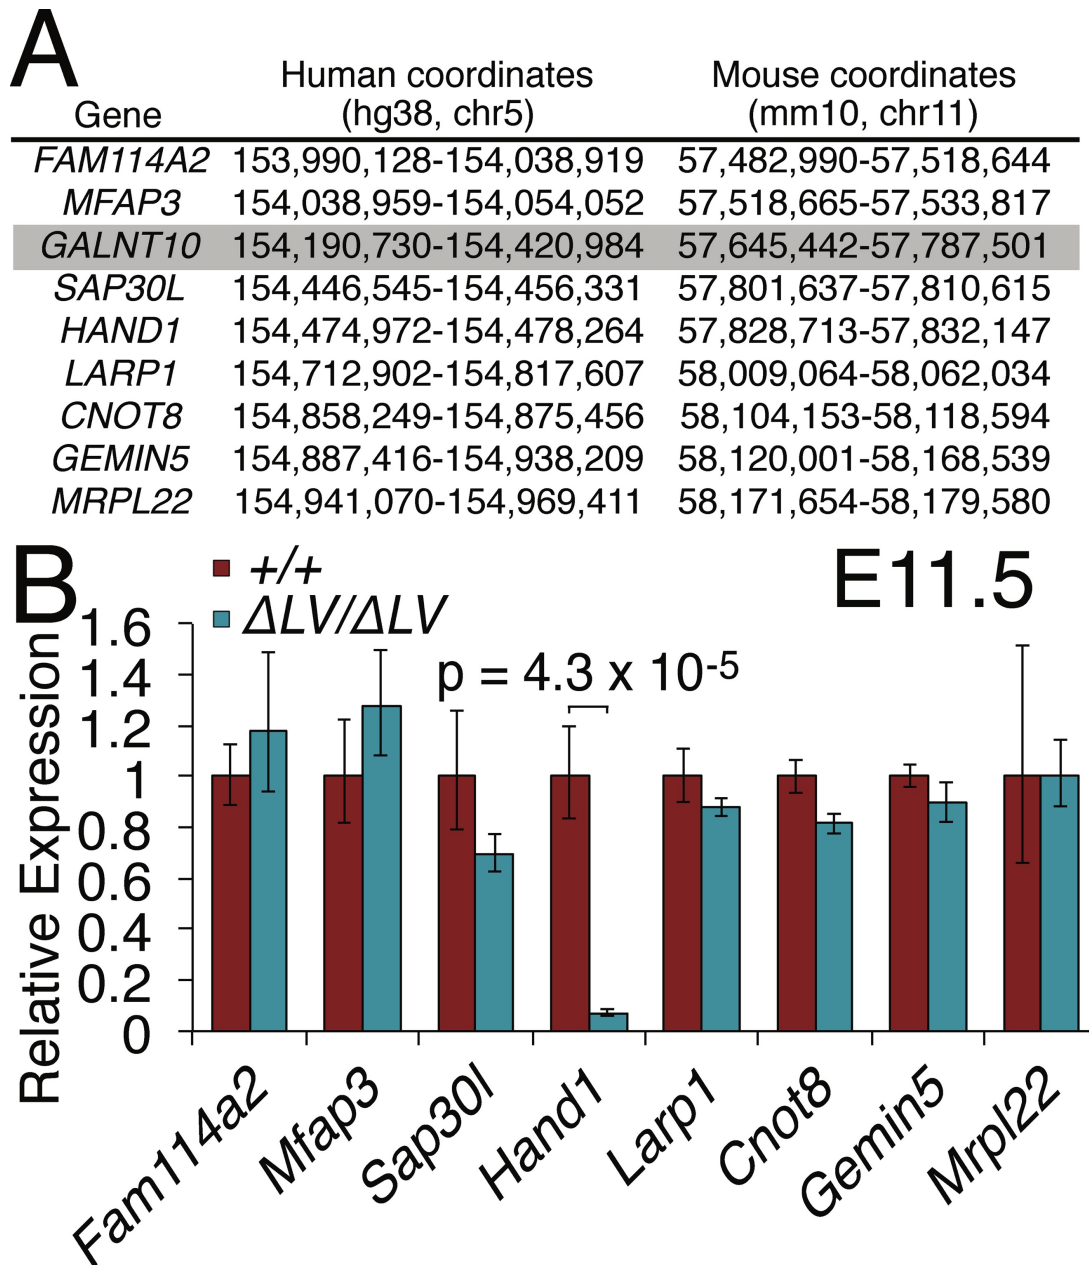 A
Human coordinates Mouse coordinates
Gene (hg38, chr5) (mm10, chr11)
FAM114A2 153,990,128-154,038,919 57,482,990-57,518,644
MFAP3 154,038,959-154,054,052 57,518,665-57,533,817
GALNT10 154,190,730-154,420,984 57,645,442-57,787,501
SAP30L 154,446,545-154,456,331 57,801,637-57,810,615
HAND1 154,474,972-154,478,264 57,828,713-57,832,147
LARP1 154,712,902-154,817,607 58,009,064-58,062,034
CNOT8 154,858,249-154,875,456 58,104,153-58,118,594
GEMIN5 154,887,416-154,938,209 58,120,001-58,168,539
MRPL22 154,941,070-154,969,411 58,171,654-58,179,580
B
+/+
ΔLV/ΔLV
E11.5
p = 4.3 x 10-5
Relative Expression
1.6
1.4
1.2
1
0.8
0.6
0.4
0.2
0
Fam114a2
Mfap3
Sap30l
Hand1
Larp1
Cnot8
Gemin5
Mrpl22